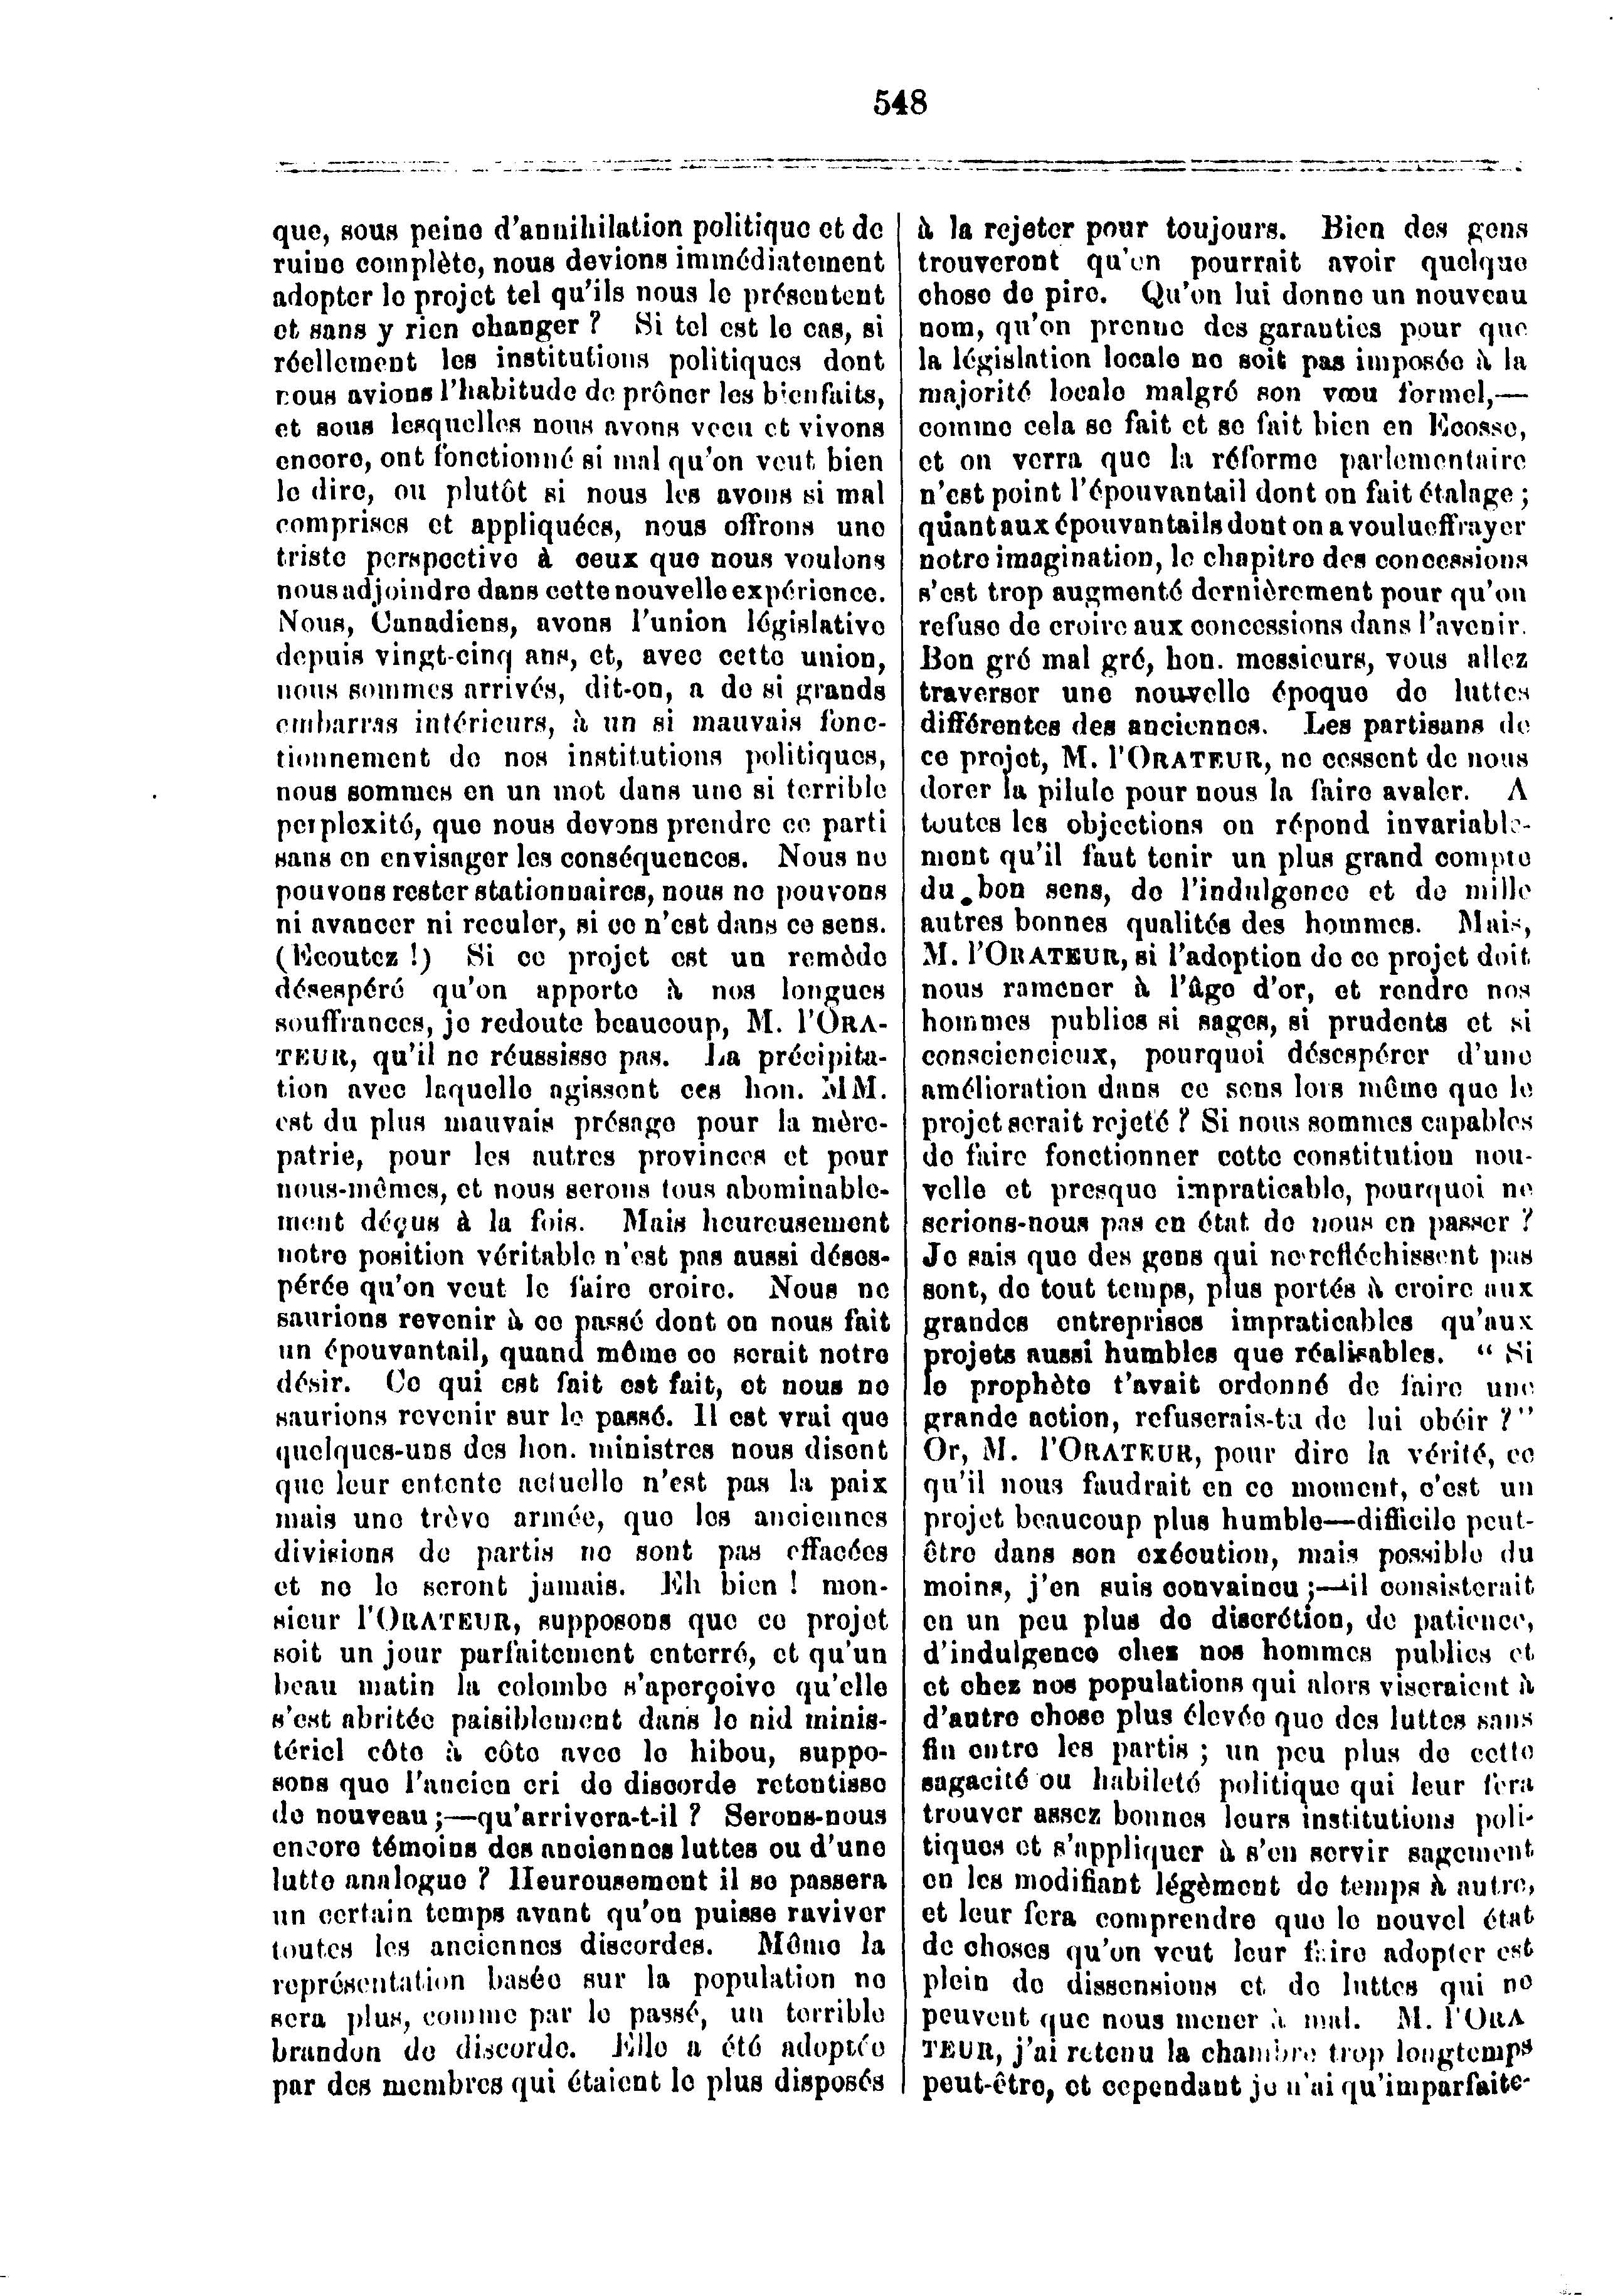 548
que, sous peine d'annihilation politique et de
ruine complète, nous devions immédiatement
adopter le projet tel qu'ils nous le présentent
et sans y rien changer ? Si tel est le cas, si
réellement les institutions politiques dont
nous avions l'habitude de prôner les bienfaits,
et sous lesquelles nous avons vécu et vivons
encore, ont fonctionné si mal qu'on veut bien
le dire, ou plutôt si nous les avons si mal
comprises et appliquées, nous offrons une
triste perspective à ceux que nous voulons
nous adjoindre dans cette nouvelle expérience.
Nous, Canadiens, avons l'union législative
depuis vingt-cinq ans, et, avec cette union,
nous sommes arrivés, dit-on, a de si grands
embarras intérieurs, à un si mauvais fonc-
tionnement de nos institutions politiques,
nous sommes en un mot dans une si terrible
perplexité, que nous devons prendre ce parti
sans en envisager les conséquences. Nous ne
pouvons rester stationnaires, nous ne pouvons
ni avancer ni reculer, si ce n'est dans ce sens.
(Ecoutez !) Si ce projet est un remède
désespéré qu'on apporte à nos longues
souffrances, je redoute beaucoup, M. l'ORA-
TEUR, qu'il ne réussisse pas. La précipita-
tion avec laquelle agissent ces hon. MM.
est du plus mauvais présage pour la mère-
patrie, pour les autres provinces et pour
nous-mêmes, et nous serons tous abominable-
ment déçus à la fois. Mais heureusement
notre position véritable n'est pas aussi déses-
pérée qu'on veut le faire croire. Nous ne
saurions revenir à ce passé dont on nous fait
un épouvantail, quand même ce serait notre
désir. Ce qui est fait est fait, et nous ne
saurions revenir sur le passé. Il est vrai que
quelques-uns des hon. ministres nous disent
que leur entente actuelle n'est pas la paix
mais une trève armée, que les anciennes
divisions de partis ne sont pas effacées
et ne le seront jamais. Eh bien ! mon-
sieur l'ORATEUR, supposons que ce projet
soit un jour parfaitement enterré, et qu'un
beau matin la colombe s'aperçoive qu'elle
s'est abritée paisiblement dans le nid minis-
tériel côte à côte avec le hibou, suppo-
sons que l'ancien cri de discorde retentisse
de nouveau ;—qu'arrivera-t-il ? Serons-nous
encore témoins des anciennes luttes ou d'une
lutte analogue ? Heureusement il se passera
un certain temps avant qu'on puisse raviver
toutes les anciennes discordes. Même la
représentation basée sur la population ne
sera plus, comme par le passé, un terrible
brandon de discorde. Elle a été adoptée
par des membres qui étaient le plus disposés
à la rejeter pour toujours. Bien des gens
trouveront qu'on pourrait avoir quelque
chose de pire. Qu'on lui donne un nouveau
nom, qu'on prenne des garanties pour que
la législation locale ne soit pas imposée à la
majorité locale malgré son vœu formel,—
comme cela se fait et se fait bien en Ecosse,
et on verra que la réforme parlementaire
n'est point l'épouvantail dont on fait étalage ;
quant aux épouvantails dont on a voulu effrayer
notre imagination, le chapitre des concessions
s'est trop augmenté dernièrement pour qu'on
refuse de croire aux concessions dans l'avenir.
Bon gré mal gré, hon. messieurs, vous allez
traverser une nouvelle époque de luttes
différentes des anciennes. Les partisans de
ce projet, M. l'ORATEUR, ne cessent de nous
dorer la pilule pour nous la faire avaler. A
toutes les objections on répond invariable-
ment qu'il faut tenir un plus grand compte
du bon sens, de l'indulgence et de mille
autres bonnes qualités des hommes. Mais,
M. l'ORATEUR, si l'adoption de ce projet doit
nous ramener à l'âge d'or, et rendre nos
hommes publics si sages, si prudents et si
consciencieux, pourquoi désespérer d'une
amélioration dans ce sens lors même que le
projet serait rejeté ? Si nous sommes capables
de faire fonctionner cette constitution nou-
velle et presque impraticable, pourquoi ne
serions-nous pas en état de nous en passer ?
Je sais que des gens qui ne refléchissent pas
sont, de tout temps, plus portés à croire aux
grandes entreprises impraticables qu'aux
projets aussi humbles que réalisables. “ Si
le prophète t'avait ordonné de faire une
grande action, refuserais-tu de lui obéir ?”
Or, M. l'ORATEUR, pour dire la vérité, ce
qu'il nous faudrait en ce moment, c'est un
projet beaucoup plus humble—difficile peut-
être dans son exécution, mais possible du
moins, j'en suis convaincu ;—il consisterait
en un peu plus de discrétion, de patience,
d'indulgence chez nos hommes publics et
et chez nos populations qui alors viseraient à
d'autre chose plus élevée que des luttes sans
fin entre les partis ; un peu plus de cette
sagacité ou habileté politique qui leur fera
trouver assez bonnes leurs institutions poli-
tiques et s'appliquer à s'en servir sagement
en les modifiant légèment de temps à autre,
et leur fera comprendre que le nouvel état
de choses qu'on veut leur faire adopter est
plein de dissensions et de luttes qui ne
peuvent que nous mener à mal. M. l'ORA
TEUR, j'ai retenu la chambre trop longtemps
peut-être, et cependant je n'ai qu'imparfaite-